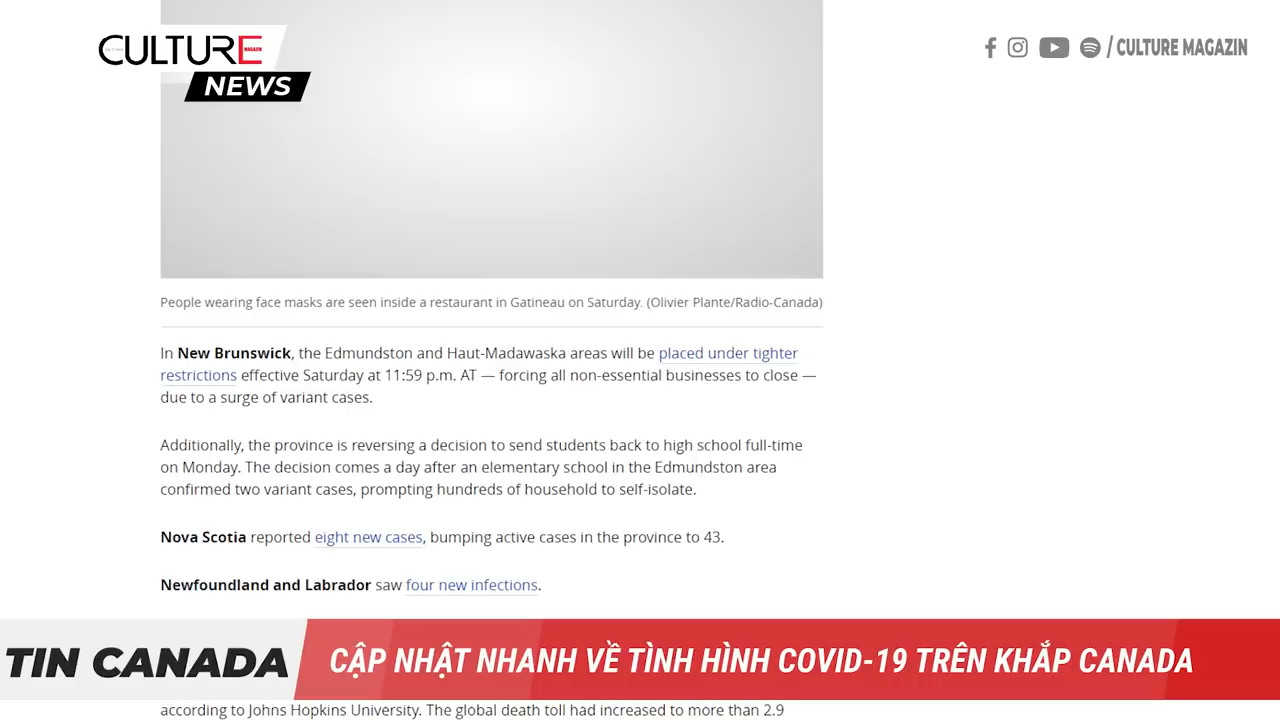 CULTURE
MAGAZIN
NEWS
/ CULTURE MAGAZIN
People wearing face masks are seen inside a restaurant in Gatineau on Saturday. (Olivier Plante/Radio-Canada)
In New Brunswick, the Edmundston and Haut-Madawaska areas will be placed under tighter
restrictions effective Saturday at 11:59 p.m. AT — forcing all non-essential businesses to close —
due to a surge of variant cases.
Additionally, the province is reversing a decision to send students back to high school full-time
on Monday. The decision comes a day after an elementary school in the Edmundston area
confirmed two variant cases, prompting hundreds of household to self-isolate.
Nova Scotia reported eight new cases, bumping active cases in the province to 43.
Newfoundland and Labrador saw four new infections.
TIN CANADA
CẬP NHẬT NHANH VỀ TÌNH HÌNH COVID-19 TRÊN KHẮP CANADA
according to Johns Hopkins University. The global death toll had increased to more than 2.9